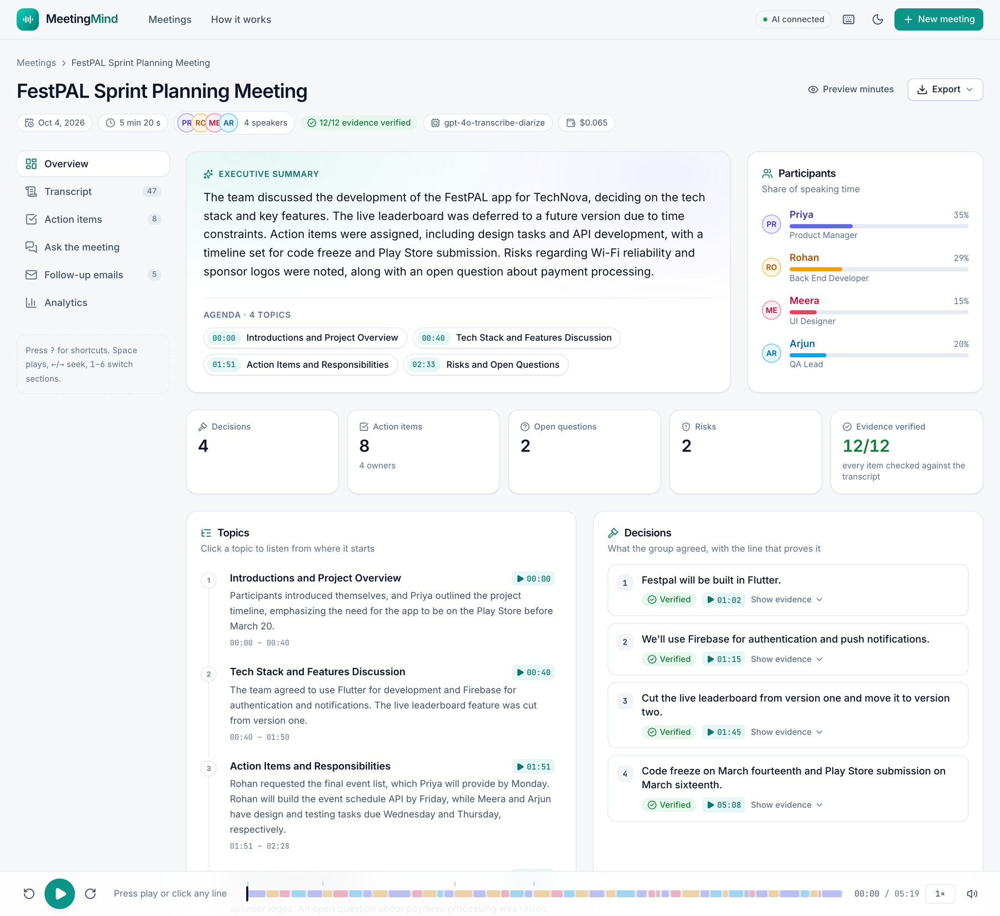 MeetingMind
Meetings
How it works
AI connected
New meeting
Meetings > FestPAL Sprint Planning Meeting
FestPAL Sprint Planning Meeting
Preview minutes
Export
Oct 4, 2026
5 min 20 s
PR RO ME AR 4 speakers
12/12 evidence verified
gpt-4o-transcribe-diarize
$0.065
Overview
Transcript 47
Action items 8
Ask the meeting
Follow-up emails 5
Analytics
Press ? for shortcuts. Space
plays, ←/→ seek, 1–6 switch
sections.
EXECUTIVE SUMMARY
The team discussed the development of the FestPAL app for TechNova, deciding on the tech
stack and key features. The live leaderboard was deferred to a future version due to time
constraints. Action items were assigned, including design tasks and API development, with a
timeline set for code freeze and Play Store submission. Risks regarding Wi-Fi reliability and
sponsor logos were noted, along with an open question about payment processing.
AGENDA · 4 TOPICS
00:00 Introductions and Project Overview
00:40 Tech Stack and Features Discussion
01:51 Action Items and Responsibilities
02:33 Risks and Open Questions
Participants
Share of speaking time
PR Priya 35%
Product Manager
RO Rohan 29%
Back End Developer
ME Meera 15%
UI Designer
AR Arjun 20%
QA Lead
Decisions
4
Action items
8
4 owners
Open questions
2
Risks
2
Evidence verified
12/12
every item checked against the
transcript
Topics
Click a topic to listen from where it starts
1 Introductions and Project Overview 00:00
Participants introduced themselves, and Priya outlined the project
timeline, emphasizing the need for the app to be on the Play Store before
March 20.
00:00 – 00:40
2 Tech Stack and Features Discussion 00:40
The team agreed to use Flutter for development and Firebase for
authentication and notifications. The live leaderboard feature was cut
from version one.
00:40 – 01:50
3 Action Items and Responsibilities 01:51
Rohan requested the final event list, which Priya will provide by Monday.
Rohan will build the event schedule API by Friday, while Meera and Arjun
have design and testing tasks due Wednesday and Thursday,
respectively.
01:51 – 02:28
Decisions
What the group agreed, with the line that proves it
1 Festpal will be built in Flutter.
Verified 01:02 Show evidence
2 We'll use Firebase for authentication and push notifications.
Verified 01:15 Show evidence
3 Cut the live leaderboard from version one and move it to version
two.
Verified 01:45 Show evidence
4 Code freeze on March fourteenth and Play Store submission on
March sixteenth.
Verified 05:08 Show evidence
Press play or click any line
00:00 / 05:19
1×
sponsor logos. An open question about payment processing was raised,